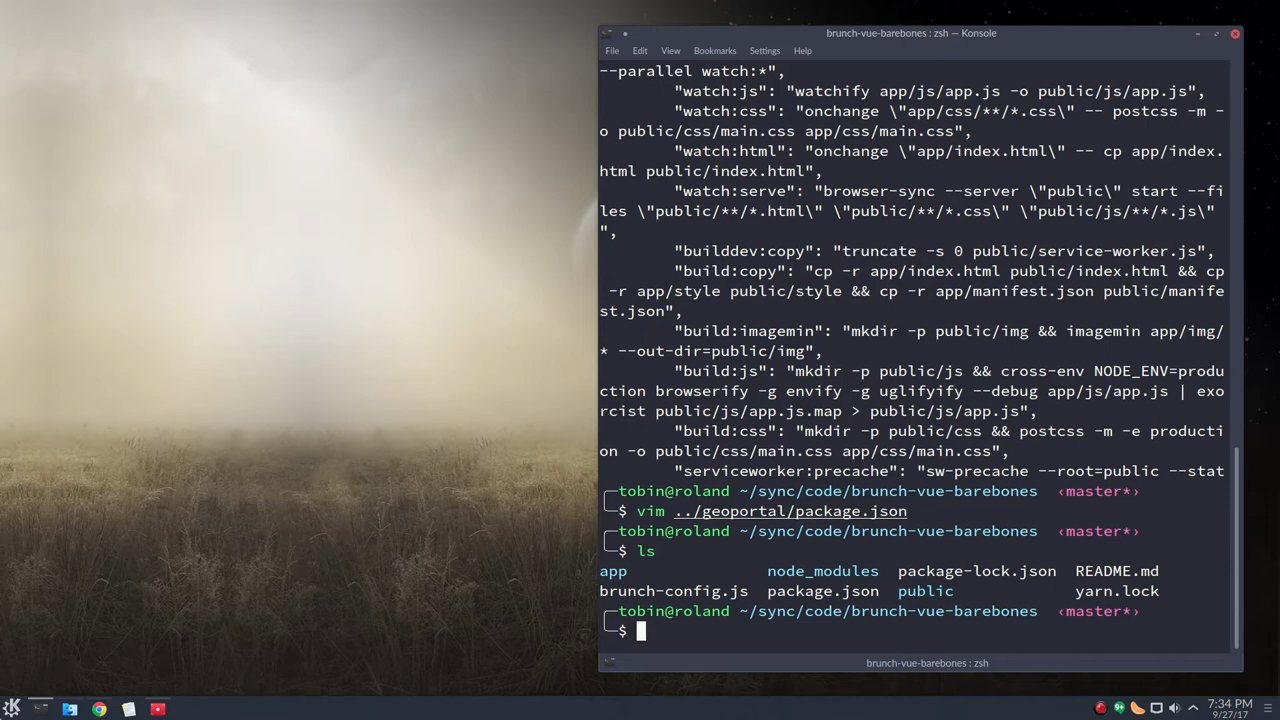 brunch-vue-barebones : zsh — Konsole
File Edit View Bookmarks Settings Help
--parallel watch:*",
"watch:js": "watchify app/js/app.js -o public/js/app.js",
"watch:css": "onchange \"app/css/**/*.css\" -- postcss -m -
o public/css/main.css app/css/main.css",
"watch:html": "onchange \"app/index.html\" -- cp app/index.
html public/index.html",
"watch:serve": "browser-sync --server \"public\" start --fi
les \"public/**/*.html\" \"public/**/*.css\" \"public/js/**/*.js\"
",
"builddev:copy": "truncate -s 0 public/service-worker.js",
"build:copy": "cp -r app/index.html public/index.html && cp
-r app/style public/style && cp -r app/manifest.json public/manife
st.json",
"build:imagemin": "mkdir -p public/img && imagemin app/img/
* --out-dir=public/img",
"build:js": "mkdir -p public/js && cross-env NODE_ENV=produ
ction browserify -g envify -g uglifyify --debug app/js/app.js | exo
rcist public/js/app.js.map > public/js/app.js",
"build:css": "mkdir -p public/css && postcss -m -e producti
on -o public/css/main.css app/css/main.css",
"serviceworker:precache": "sw-precache --root=public --stat
tobin@roland ~/sync/code/brunch-vue-barebones ‹master*›
$ vim ../geoportal/package.json
tobin@roland ~/sync/code/brunch-vue-barebones ‹master*›
$ ls
app node_modules package-lock.json README.md
brunch-config.js package.json public yarn.lock
tobin@roland ~/sync/code/brunch-vue-barebones ‹master*›
$
brunch-vue-barebones : zsh
7:34 PM
9/27/17